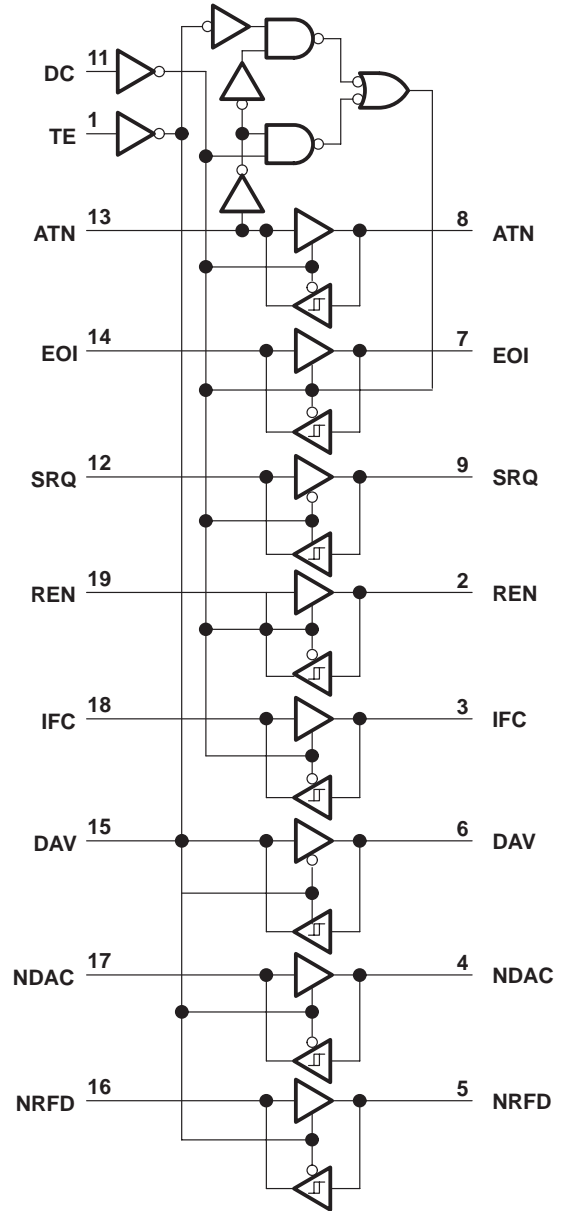 11
DC
1
TE
13
ATN
8
ATN
14
EOI
7
EOI
12
SRQ
9
SRQ
19
REN
2
REN
18
IFC
3
IFC
15
DAV
6
DAV
17
NDAC
4
NDAC
16
NRFD
5
NRFD